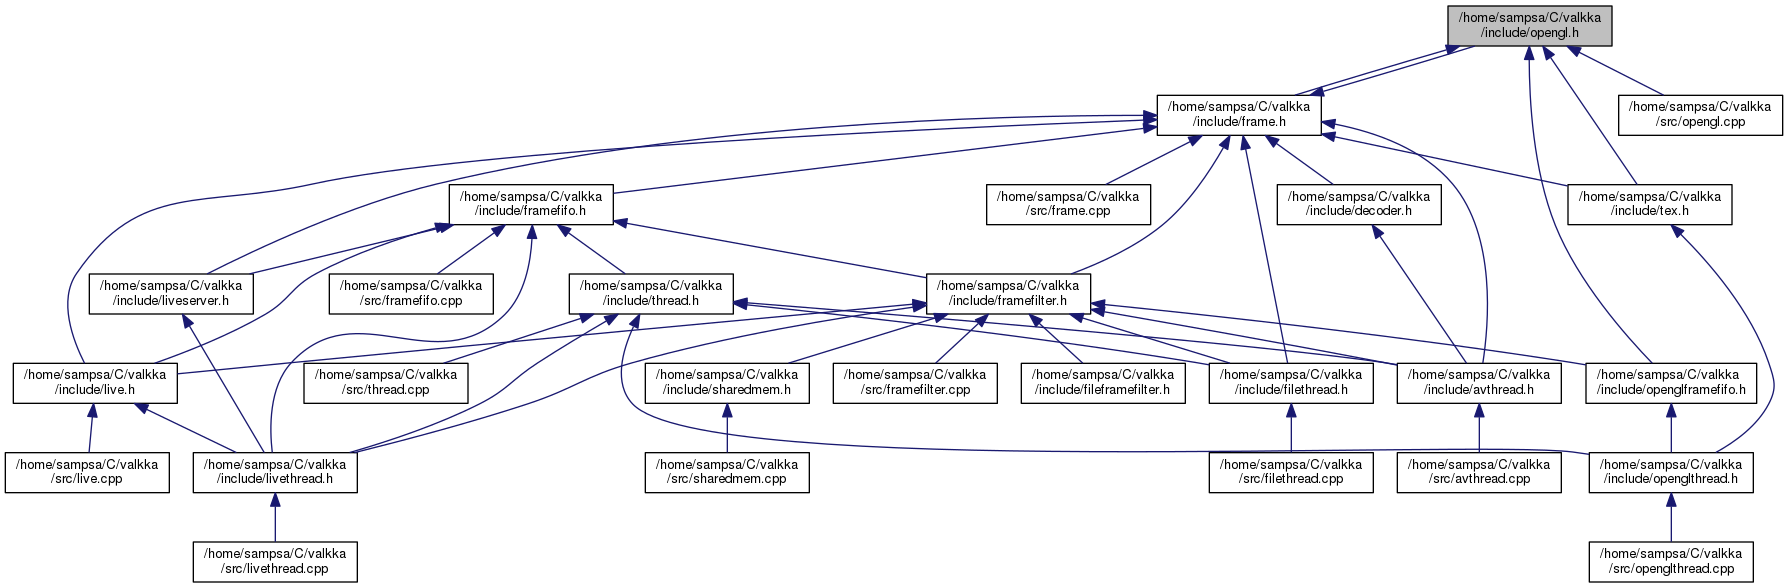 /home/sampsa/C/valkka
/include/opengl.h
/home/sampsa/C/valkka
/include/frame.h
/home/sampsa/C/valkka
/src/opengl.cpp
/home/sampsa/C/valkka
/include/framefifo.h
/home/sampsa/C/valkka
/src/frame.cpp
/home/sampsa/C/valkka
/include/decoder.h
/home/sampsa/C/valkka
/include/tex.h
/home/sampsa/C/valkka
/include/liveserver.h
/home/sampsa/C/valkka
/src/framefifo.cpp
/home/sampsa/C/valkka
/include/thread.h
/home/sampsa/C/valkka
/include/framefilter.h
/home/sampsa/C/valkka
/include/live.h
/home/sampsa/C/valkka
/src/thread.cpp
/home/sampsa/C/valkka
/include/sharedmem.h
/home/sampsa/C/valkka
/src/framefilter.cpp
/home/sampsa/C/valkka
/include/fileframefilter.h
/home/sampsa/C/valkka
/include/filethread.h
/home/sampsa/C/valkka
/include/avthread.h
/home/sampsa/C/valkka
/include/openglframefifo.h
/home/sampsa/C/valkka
/src/live.cpp
/home/sampsa/C/valkka
/include/livethread.h
/home/sampsa/C/valkka
/src/sharedmem.cpp
/home/sampsa/C/valkka
/src/filethread.cpp
/home/sampsa/C/valkka
/src/avthread.cpp
/home/sampsa/C/valkka
/include/openglthread.h
/home/sampsa/C/valkka
/src/livethread.cpp
/home/sampsa/C/valkka
/src/openglthread.cpp